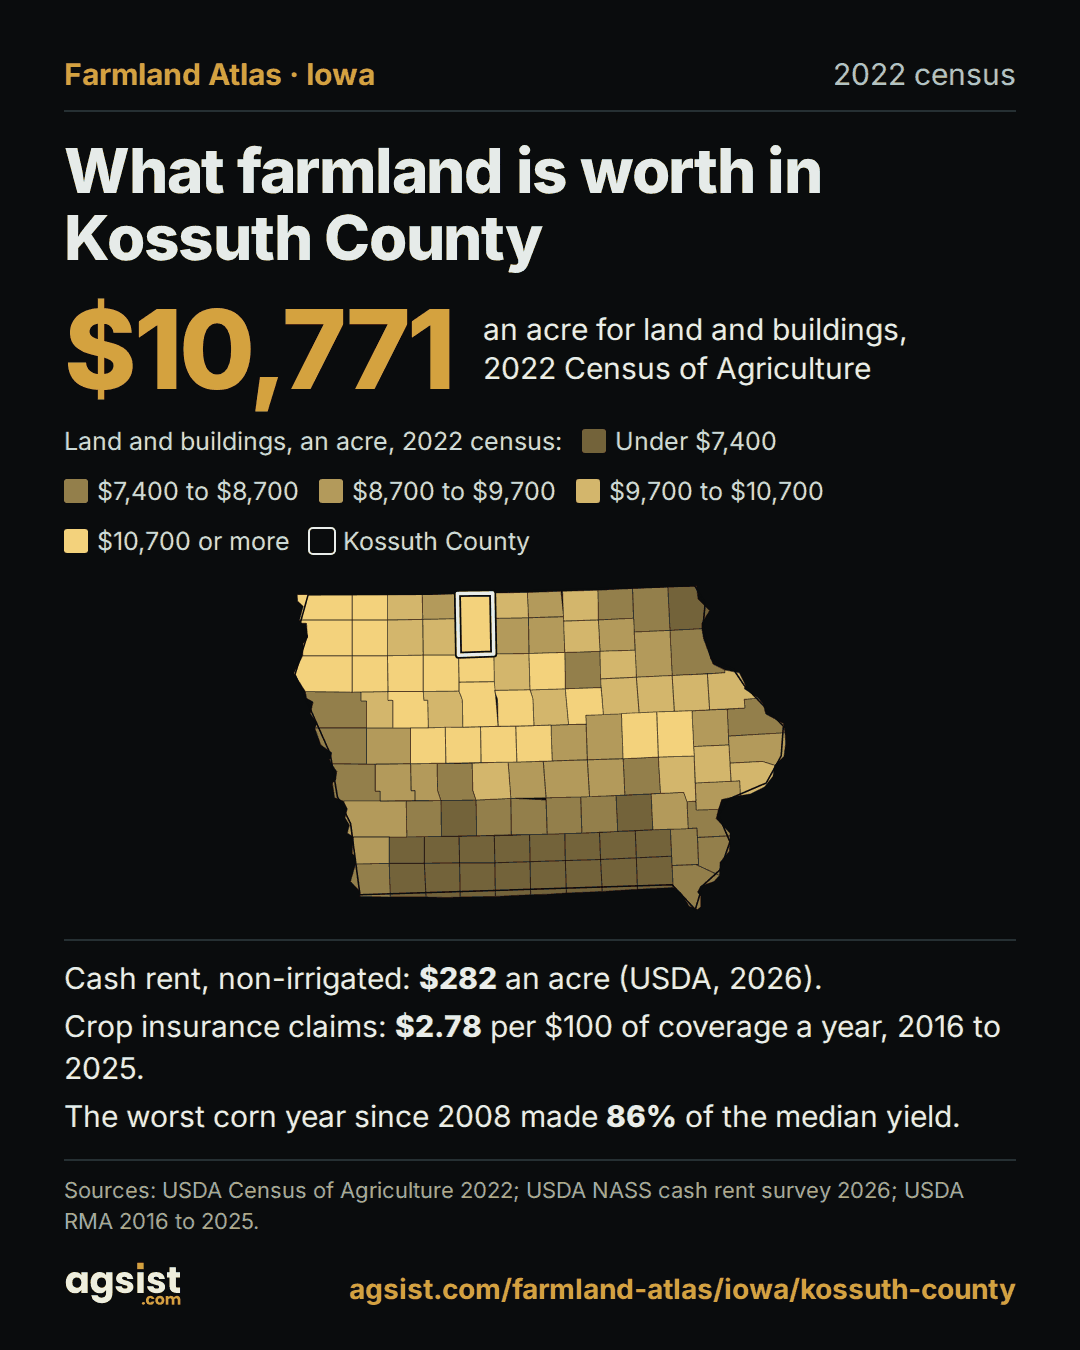 Farmland Atlas · Iowa
2022 census
What farmland is worth in
Kossuth County
$10,771
an acre for land and buildings,
2022 Census of Agriculture
Land and buildings, an acre, 2022 census: Under $7,400
$7,400 to $8,700 $8,700 to $9,700 $9,700 to $10,700
$10,700 or more Kossuth County
Cash rent, non-irrigated: $282 an acre (USDA, 2026).
Crop insurance claims: $2.78 per $100 of coverage a year, 2016 to
2025.
The worst corn year since 2008 made 86% of the median yield.
Sources: USDA Census of Agriculture 2022; USDA NASS cash rent survey 2026; USDA
RMA 2016 to 2025.
agsist
.com
agsist.com/farmland-atlas/iowa/kossuth-county